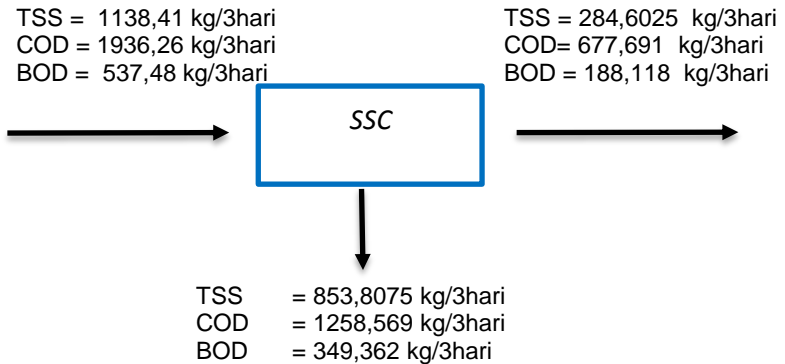 TSS = 1138,41 kg/3hari
COD = 1936,26 kg/3hari
BOD = 537,48 kg/3hari
TSS = 284,6025 kg/3hari
COD= 677,691 kg/3hari
BOD = 188,118 kg/3hari
SSC
TSS = 853,8075 kg/3hari
COD = 1258,569 kg/3hari
BOD = 349,362 kg/3hari